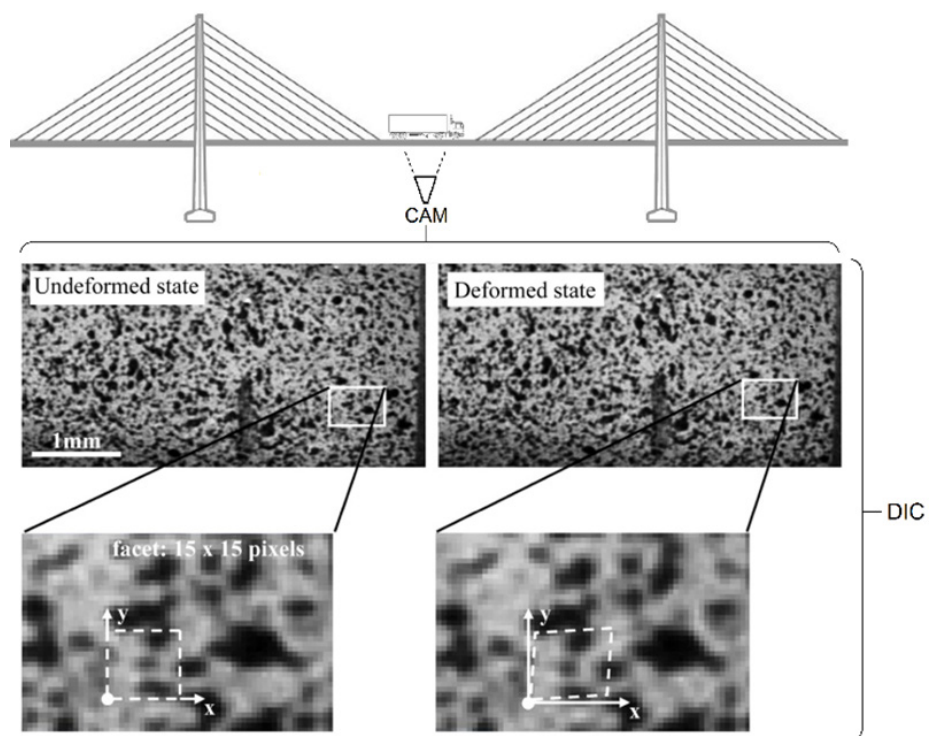 CAM
Undeformed state
Deformed state
1mm
DIC
facet: 15 x 15 pixels
y
x
y
x